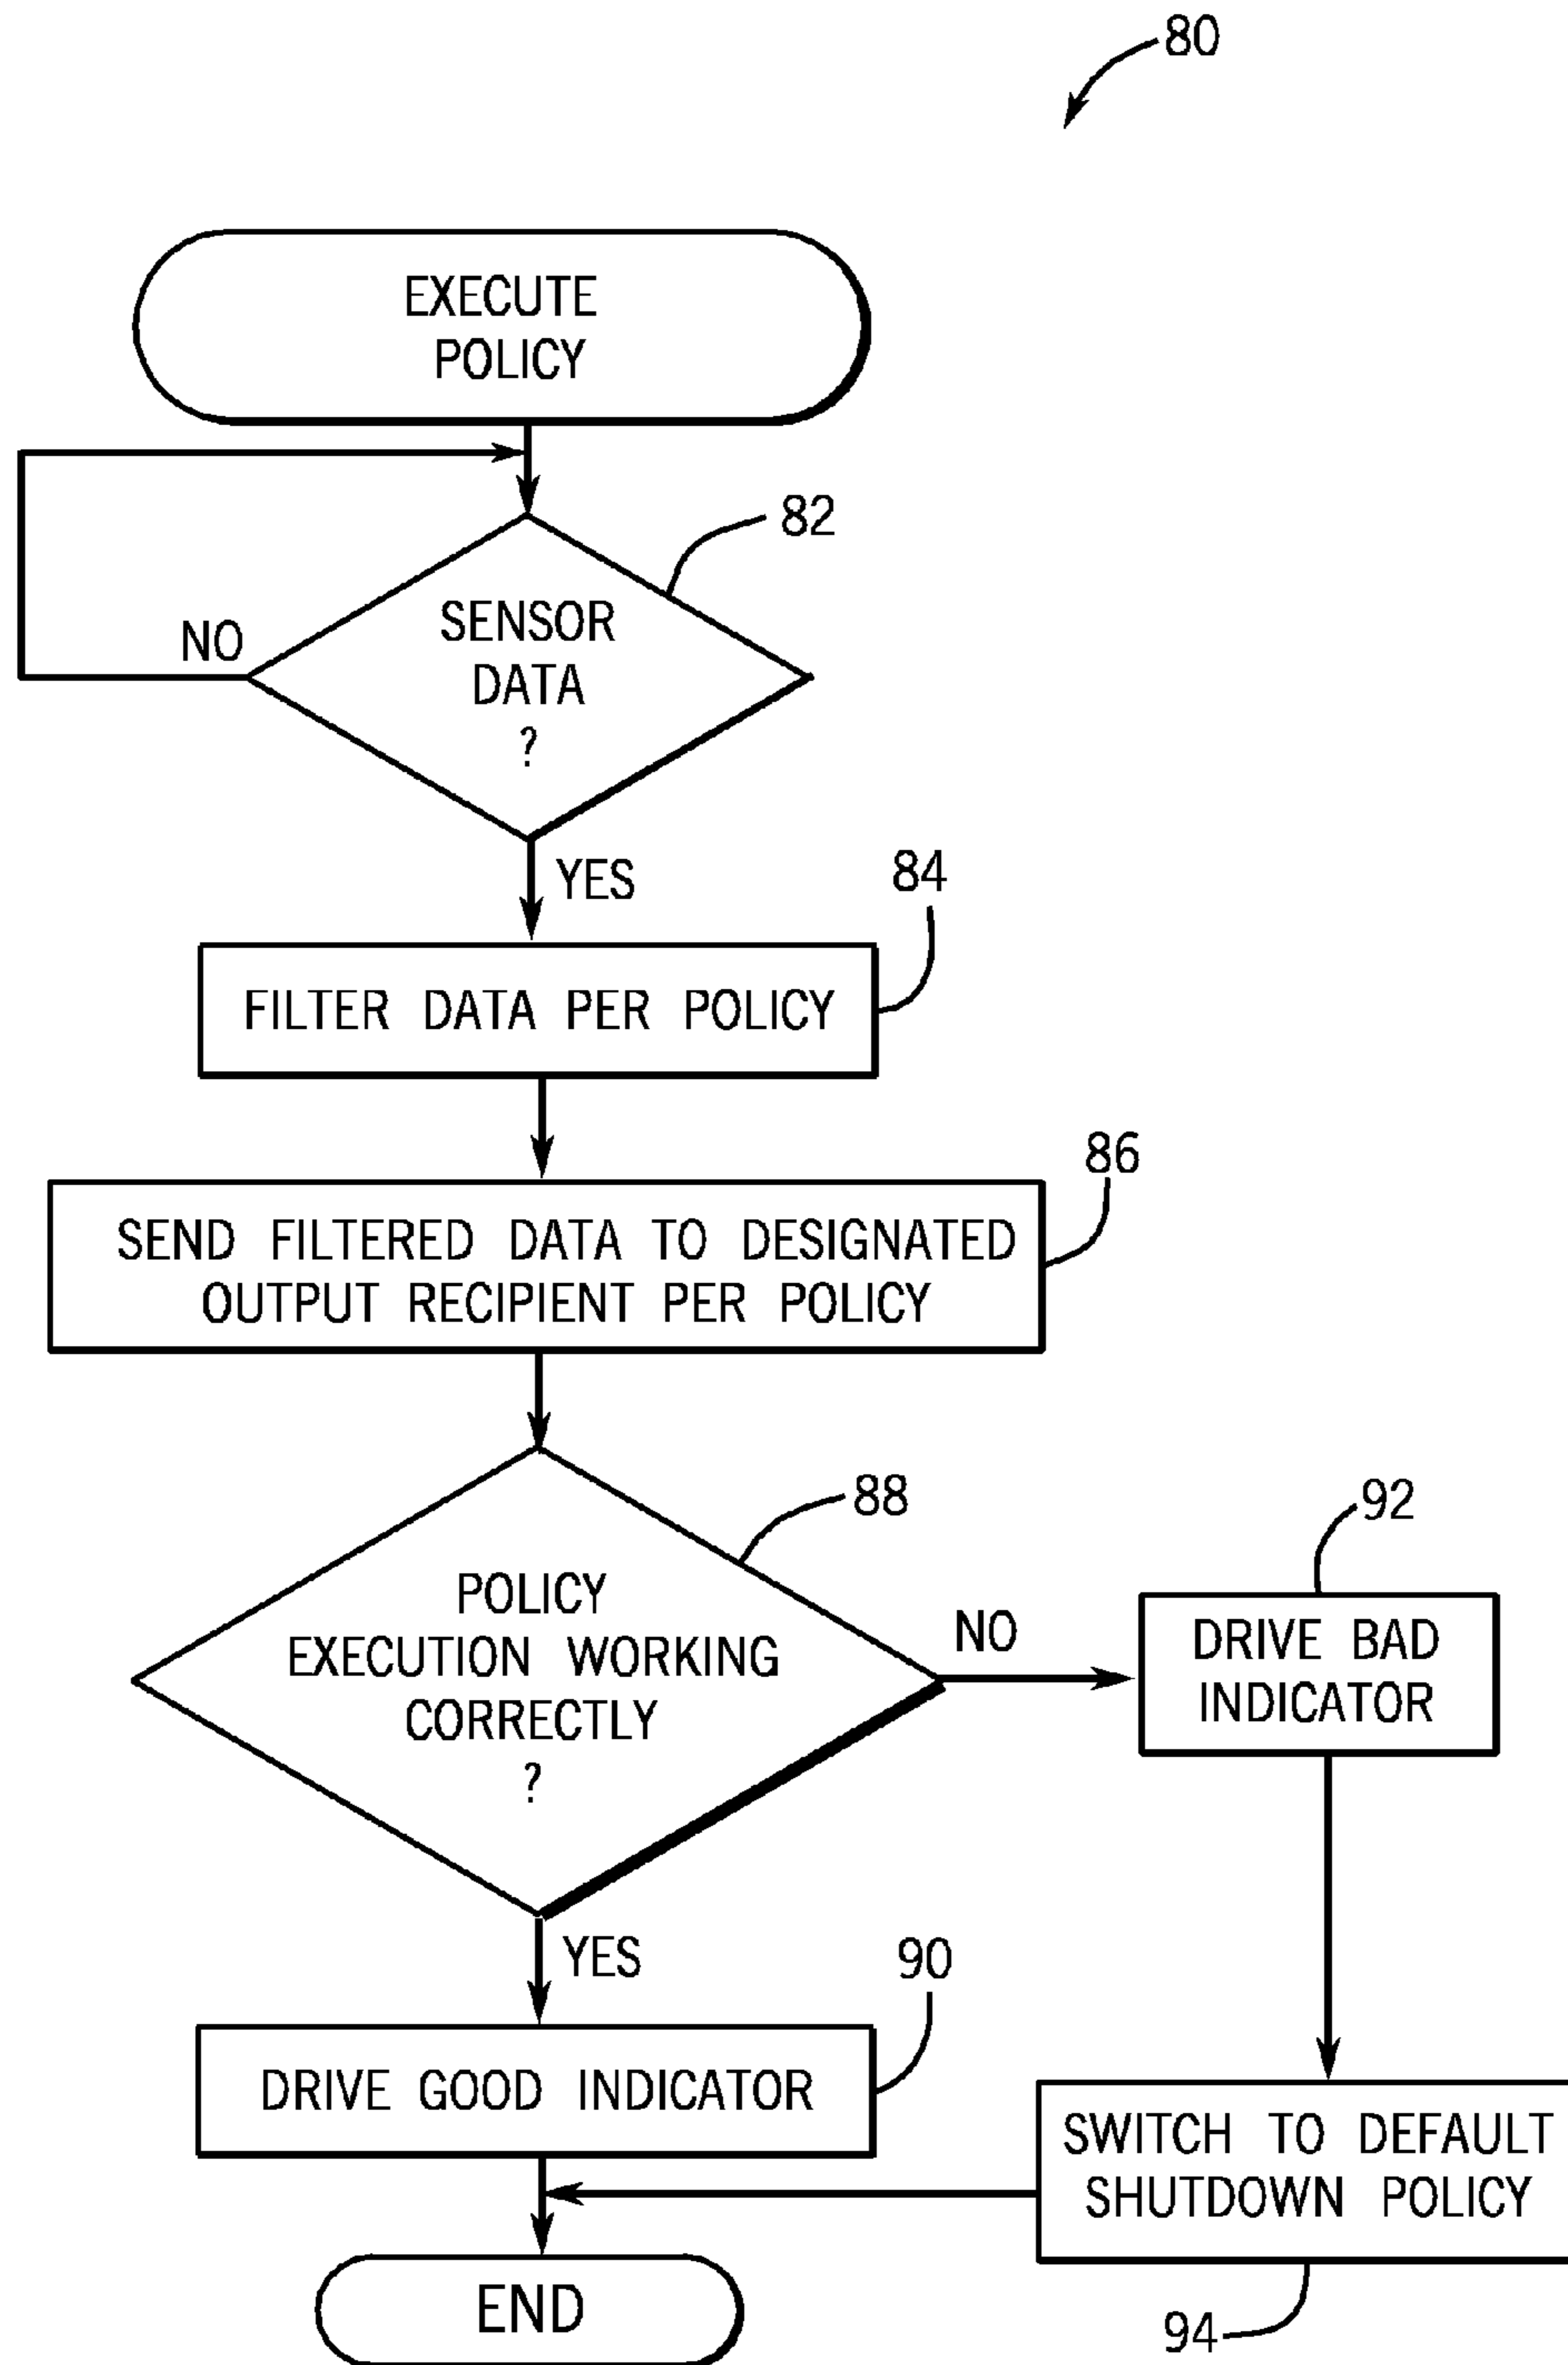 80
EXECUTE
POLICY
82
SENSOR
DATA
?
NO
YES
84
FILTER DATA PER POLICY
86
SEND FILTERED DATA TO DESIGNATED
OUTPUT RECIPIENT PER POLICY
88
POLICY
EXECUTION WORKING
CORRECTLY
?
NO
92
DRIVE BAD
INDICATOR
YES
90
DRIVE GOOD INDICATOR
SWITCH TO DEFAULT
SHUTDOWN POLICY
94
END